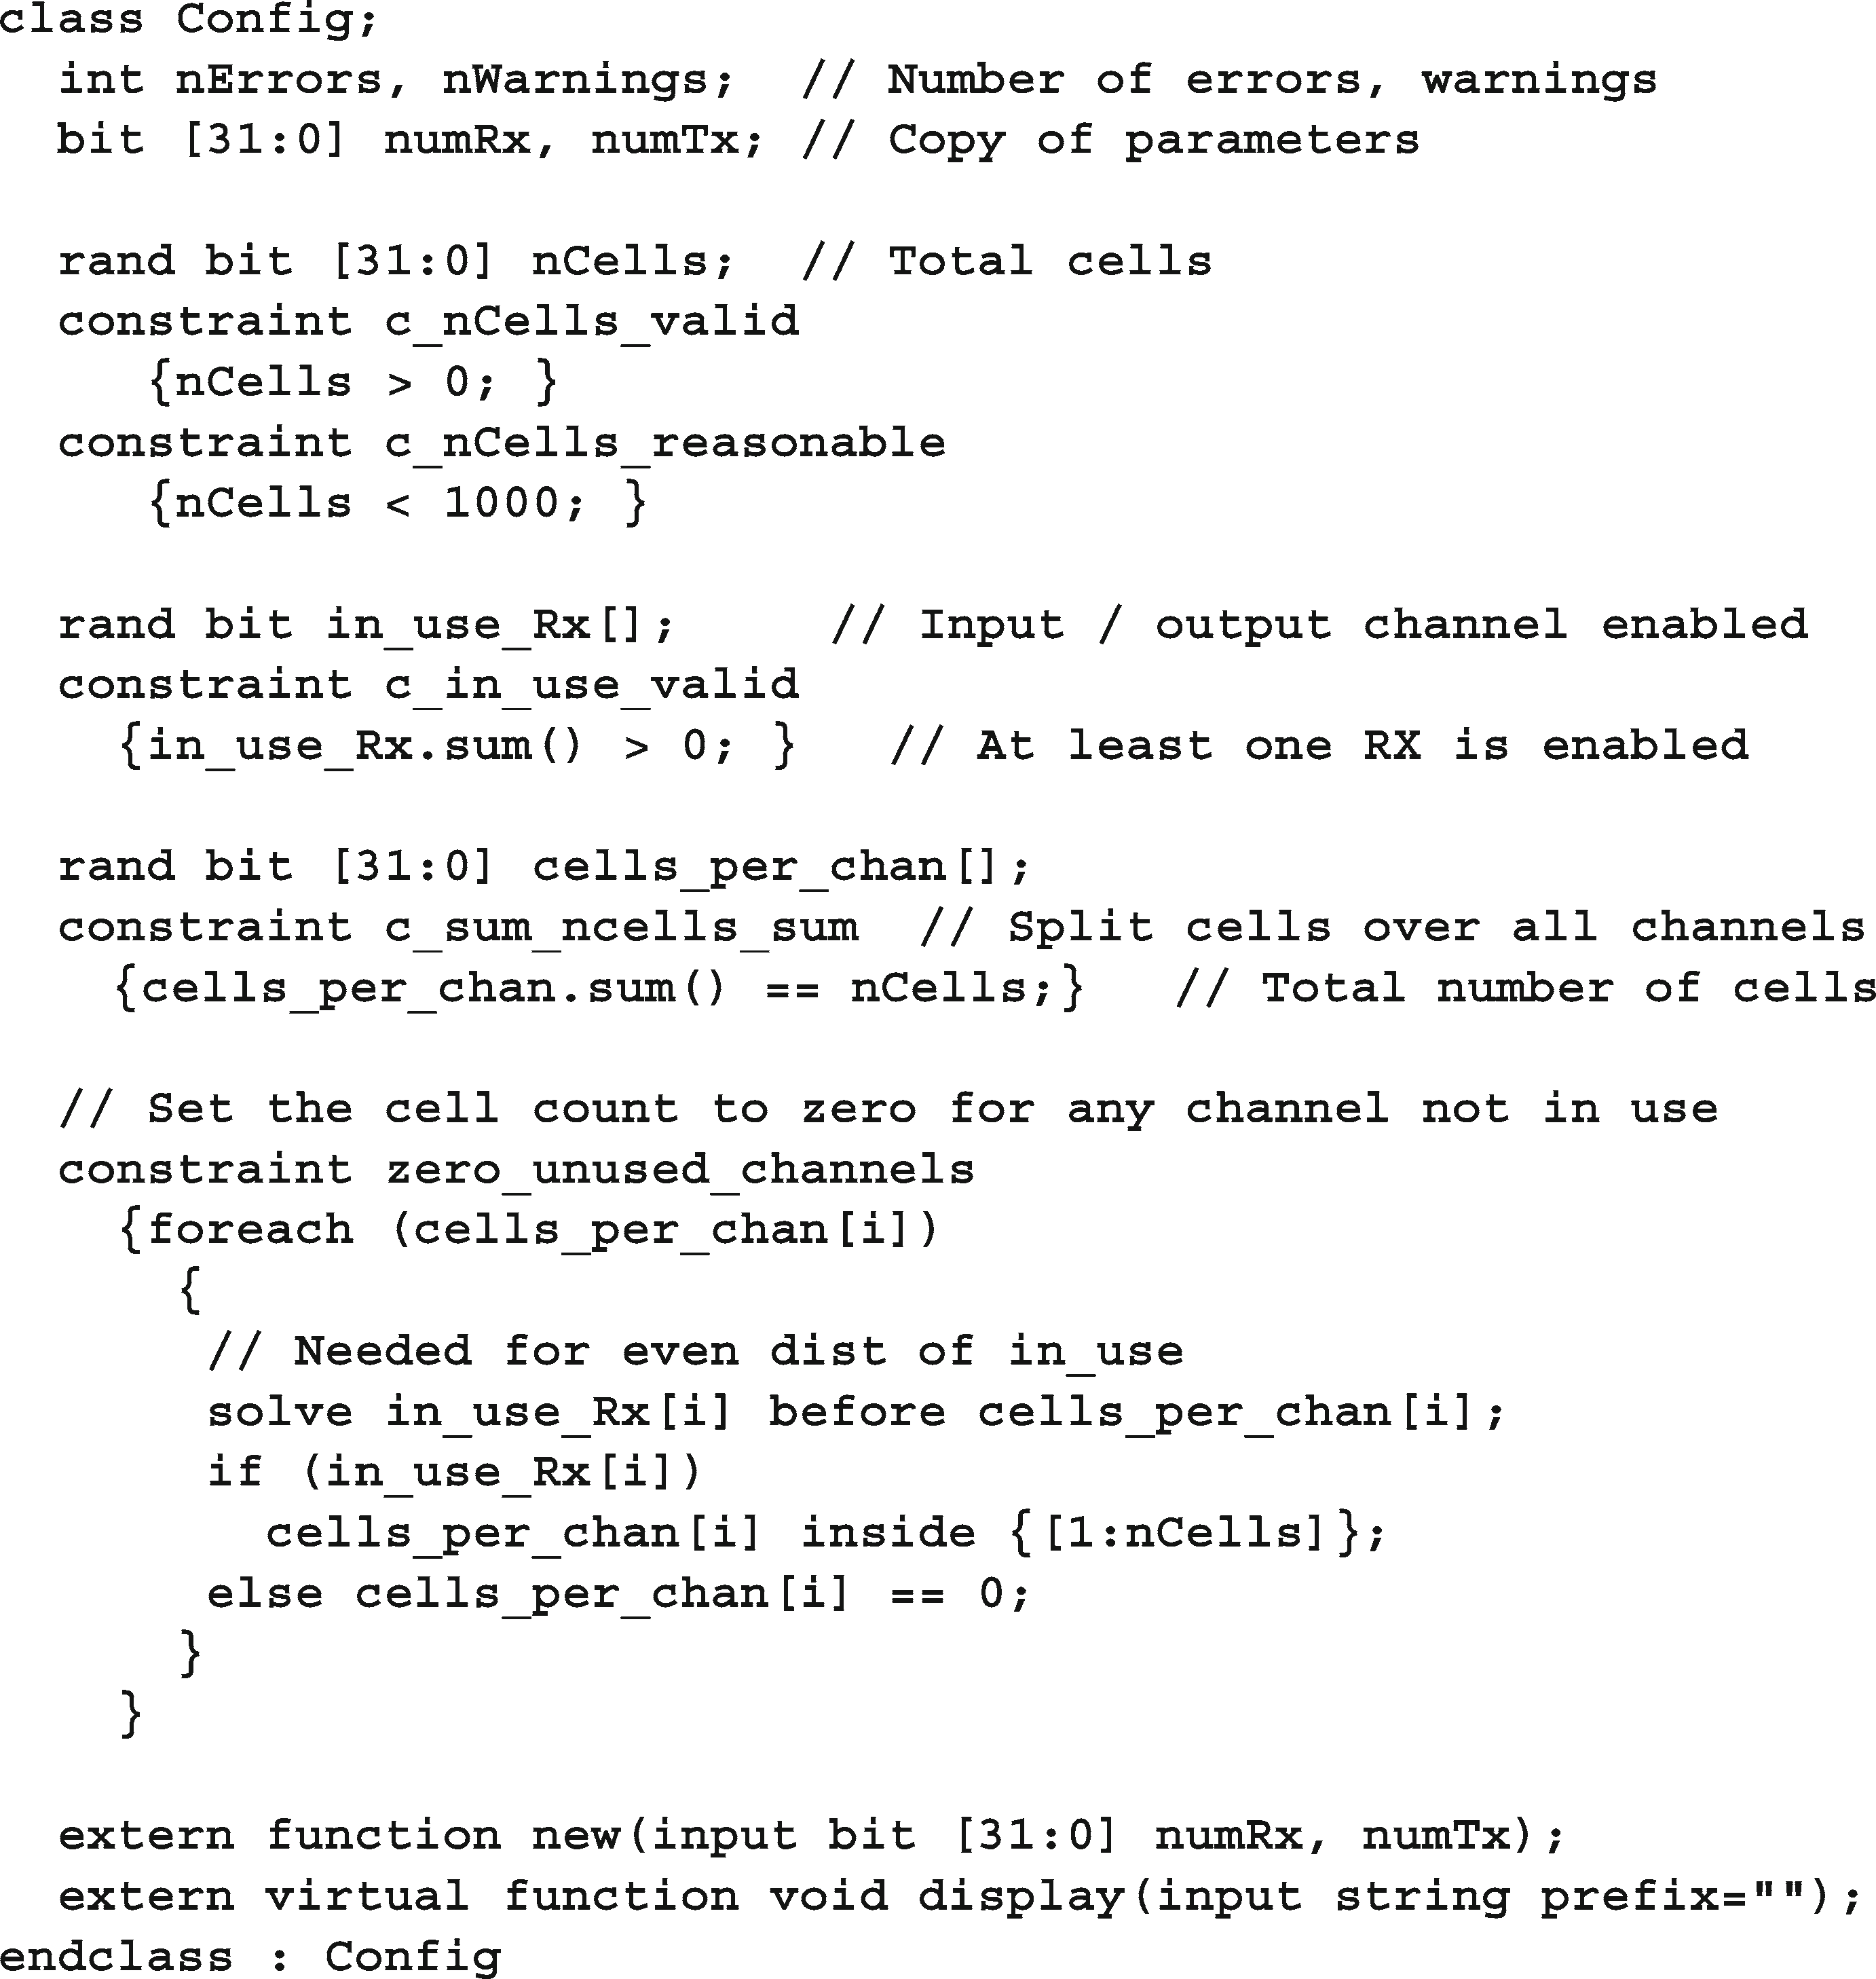 class Config;
  int nErrors, nWarnings;  // Number of errors, warnings
  bit [31:0] numRx, numTx; // Copy of parameters

  rand bit [31:0] nCells;  // Total cells
  constraint c_nCells_valid
     {nCells > 0; }
  constraint c_nCells_reasonable
     {nCells < 1000; }

  rand bit in_use_Rx[];     // Input / output channel enabled
  constraint c_in_use_valid
    {in_use_Rx.sum() > 0; }   // At least one RX is enabled

  rand bit [31:0] cells_per_chan[];
  constraint c_sum_ncells_sum  // Split cells over all channels
    {cells_per_chan.sum() == nCells;}   // Total number of cells

  // Set the cell count to zero for any channel not in use
  constraint zero_unused_channels
    {foreach (cells_per_chan[i])
      {
       // Needed for even dist of in_use
       solve in_use_Rx[i] before cells_per_chan[i];
       if (in_use_Rx[i])
         cells_per_chan[i] inside {[1:nCells]};
       else cells_per_chan[i] == 0;
      }
    }

  extern function new(input bit [31:0] numRx, numTx);
  extern virtual function void display(input string prefix="");
endclass : Config